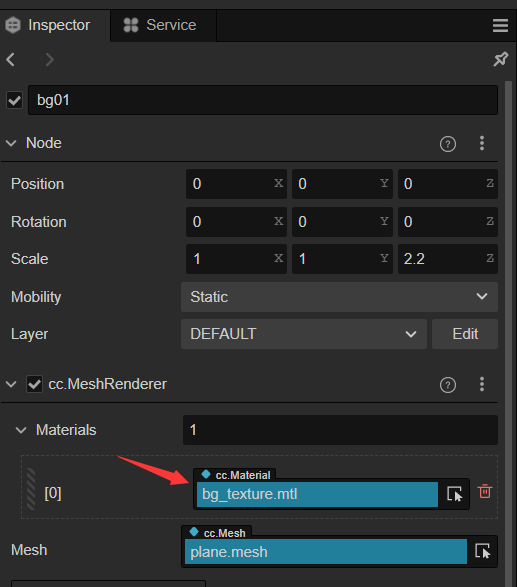 Inspector Service
bg01
Node ?
Position 0 X 0 Y 0 Z
Rotation 0 X 0 Y 0 Z
Scale 1 X 1 Y 2.2 Z
Mobility Static
Layer DEFAULT Edit
cc.MeshRenderer ?
Materials 1
cc.Material
[0] bg_texture.mtl
cc.Mesh
Mesh plane.mesh